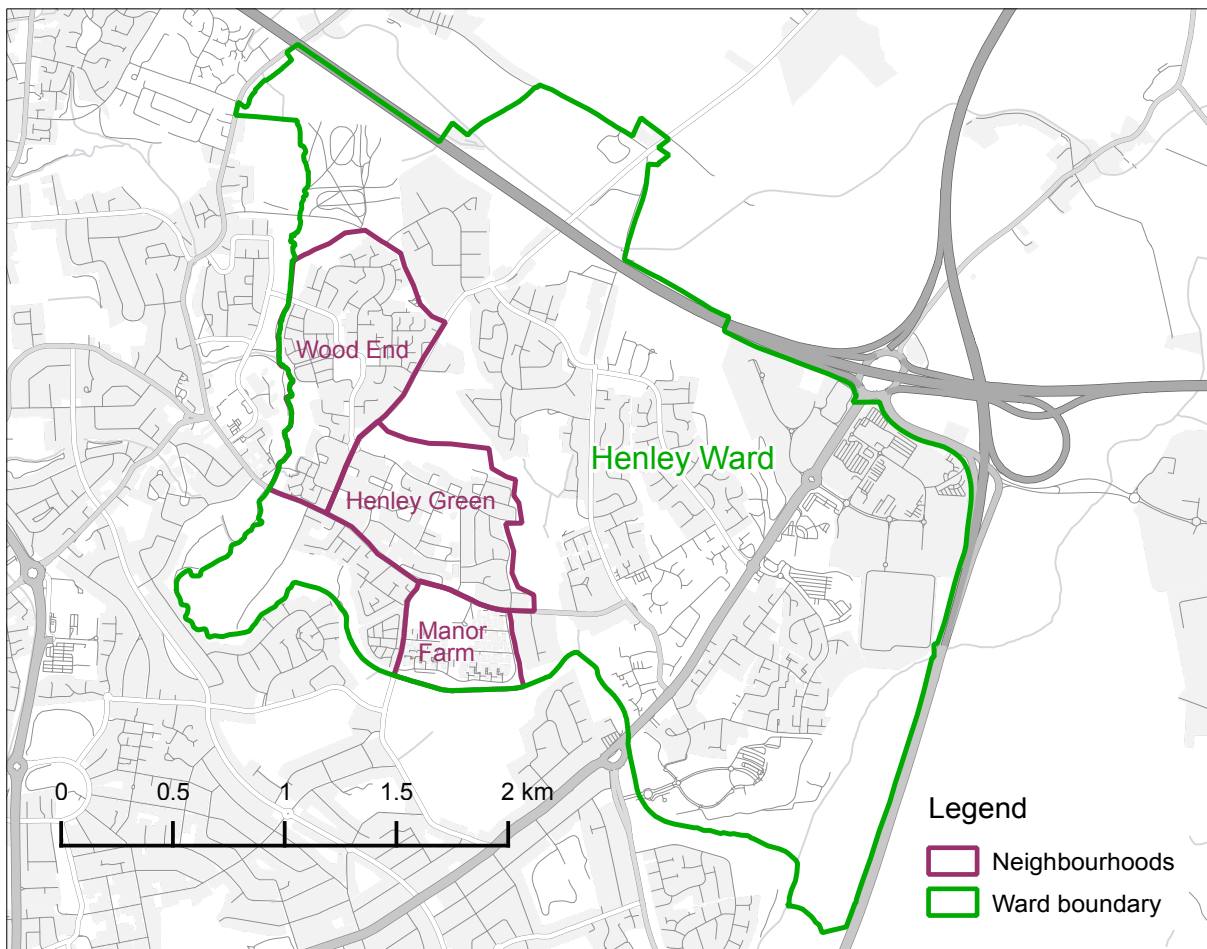 Wood End
Henley Ward
Henley Green
Manor
Farm
0 0.5 1 1.5 2 km
Legend
Neighbourhoods
Ward boundary